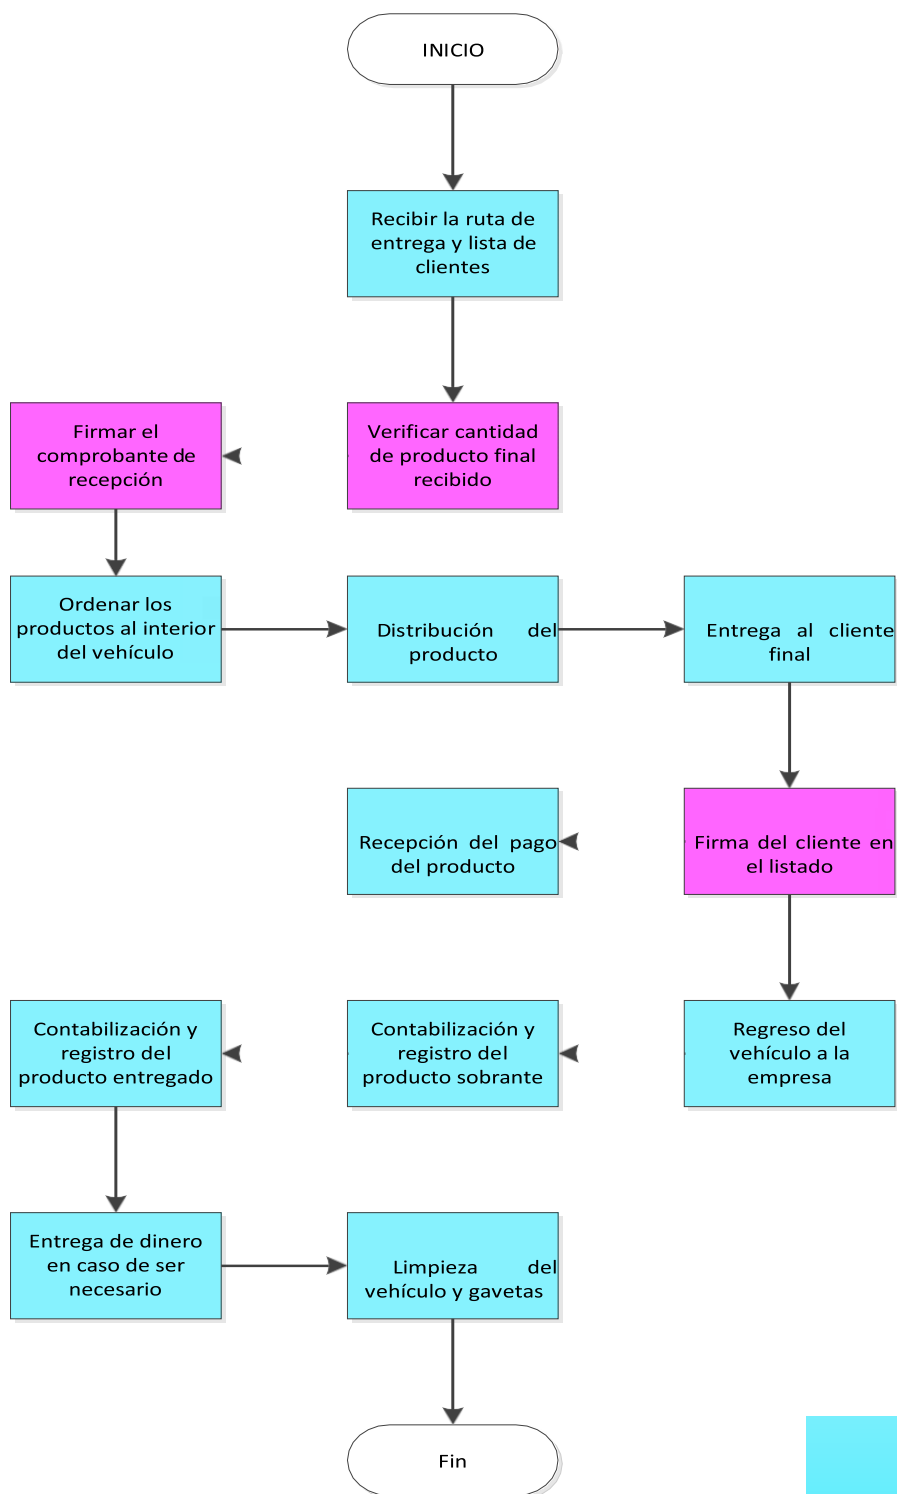 INICIO
Recibir la ruta de
entrega y lista de
clientes
Firmar el
comprobante de
recepción
Verificar cantidad
de producto final
recibido
Ordenar los
productos al interior
del vehículo
Distribución del
producto
Entrega al cliente
final
Recepción del pago
del producto
Firma del cliente en
el listado
Contabilización y
registro del
producto entregado
Contabilización y
registro del
producto sobrante
Regreso del
vehículo a la
empresa
Entrega de dinero
en caso de ser
necesario
Limpieza del
vehículo y gavetas
Fin